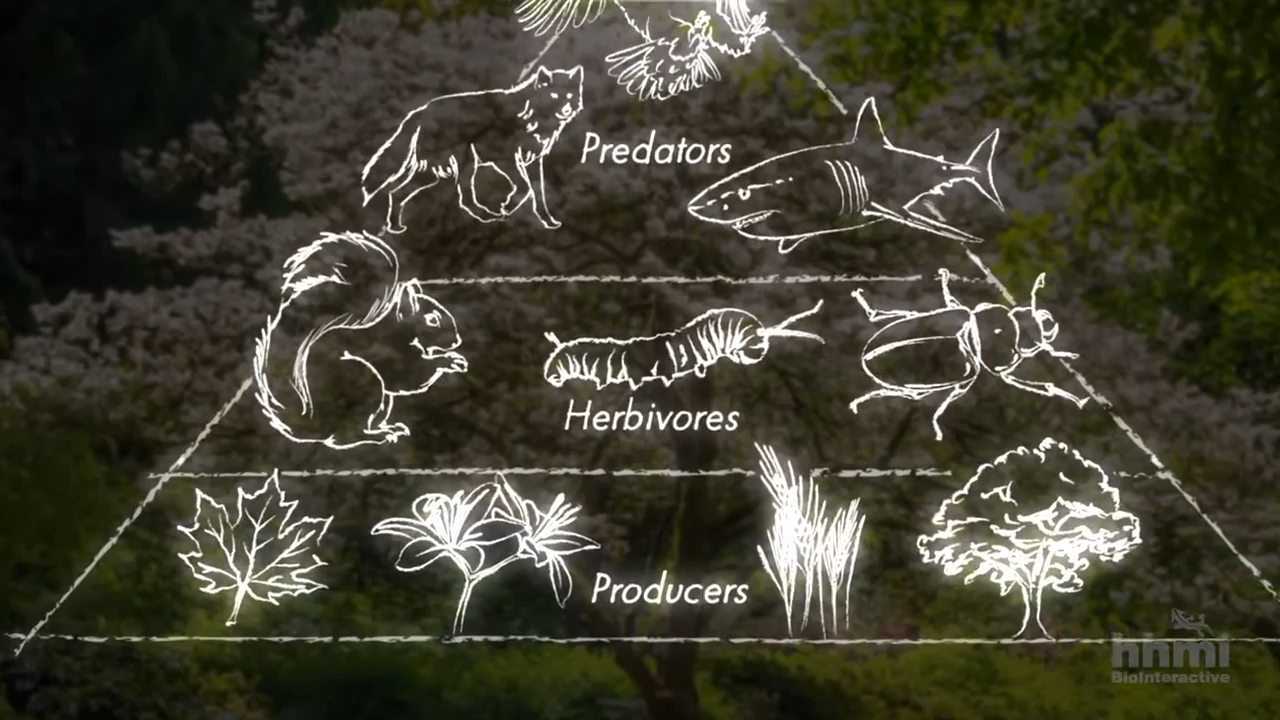 Predators
Herbivores
Producers
hhmi
BioInteractive